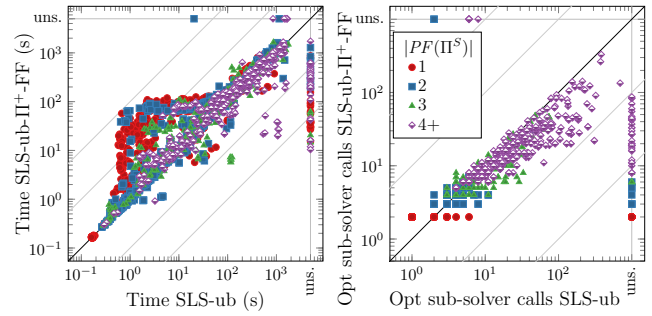 Time SLS-ub-Π⁺-FF (s)
uns.
10³
10²
10¹
10⁰
10⁻¹
10⁻¹ 10⁰ 10¹ 10² 10³ uns.
Time SLS-ub (s)
Opt sub-solver calls SLS-ub-Π⁺-FF
uns.
10³
10²
10¹
10⁰
|PF(Πˢ)|
1
2
3
4+
10⁰ 10¹ 10² uns.
Opt sub-solver calls SLS-ub